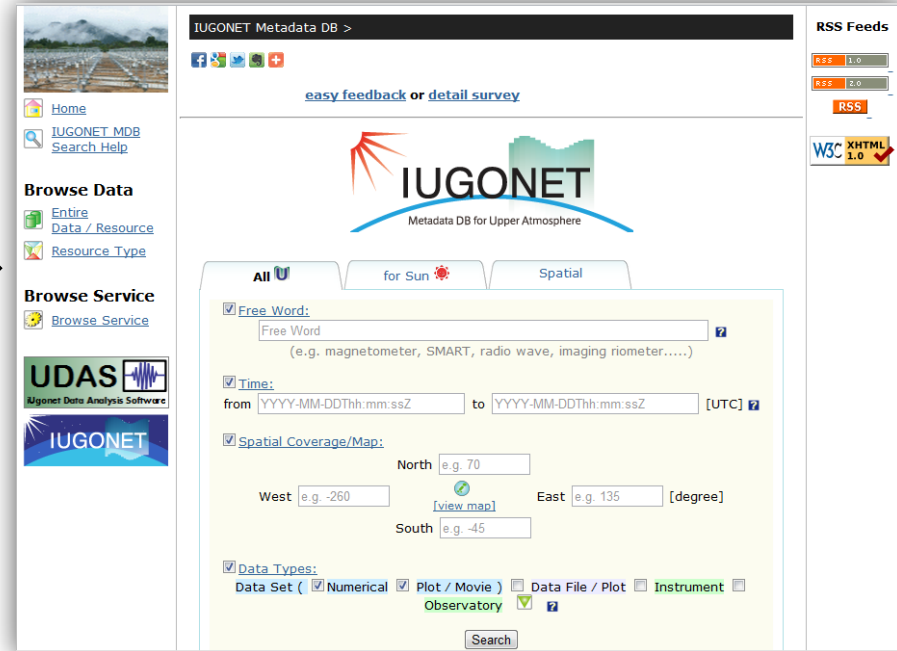 Home
IUGONET MDB
Search Help
Browse Data
Entire
Data / Resource
Resource Type
Browse Service
Browse Service
UDAS
iUgonet Data Analysis Software
IUGONET
IUGONET Metadata DB >
easy feedback or detail survey
IUGONET
Metadata DB for Upper Atmosphere
All U
for Sun
Spatial
Free Word:
Free Word
?
(e.g. magnetometer, SMART, radio wave, imaging riometer.....)
Time:
from YYYY-MM-DDThh:mm:ssZ to YYYY-MM-DDThh:mm:ssZ [UTC] ?
Spatial Coverage/Map:
North e.g. 70
West e.g. -260 [view map] East e.g. 135 [degree]
South e.g. -45
Data Types:
Data Set ( Numerical Plot / Movie ) Data File / Plot Instrument
Observatory ?
Search
RSS Feeds
RSS 1.0
RSS 2.0
RSS
W3C XHTML 1.0